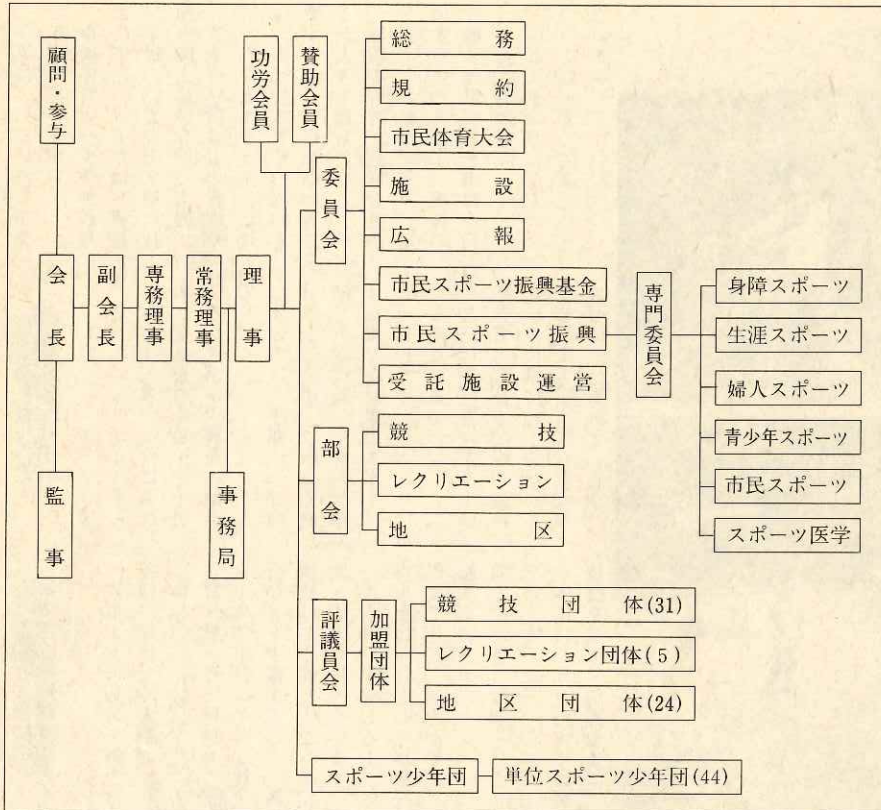 顧問・参与
会長
監事
副会長
専務理事
常務理事
事務局
理事
功労会員
賛助会員
委員会
総務
規約
市民体育大会
施設
広報
市民スポーツ振興基金
市民スポーツ振興
受託施設運営
専門委員会
身障スポーツ
生涯スポーツ
婦人スポーツ
青少年スポーツ
市民スポーツ
スポーツ医学
部会
競技
レクリエーション
地区
評議員会
加盟団体
競技団体(31)
レクリエーション団体(5)
地区団体(24)
スポーツ少年団
単位スポーツ少年団(44)